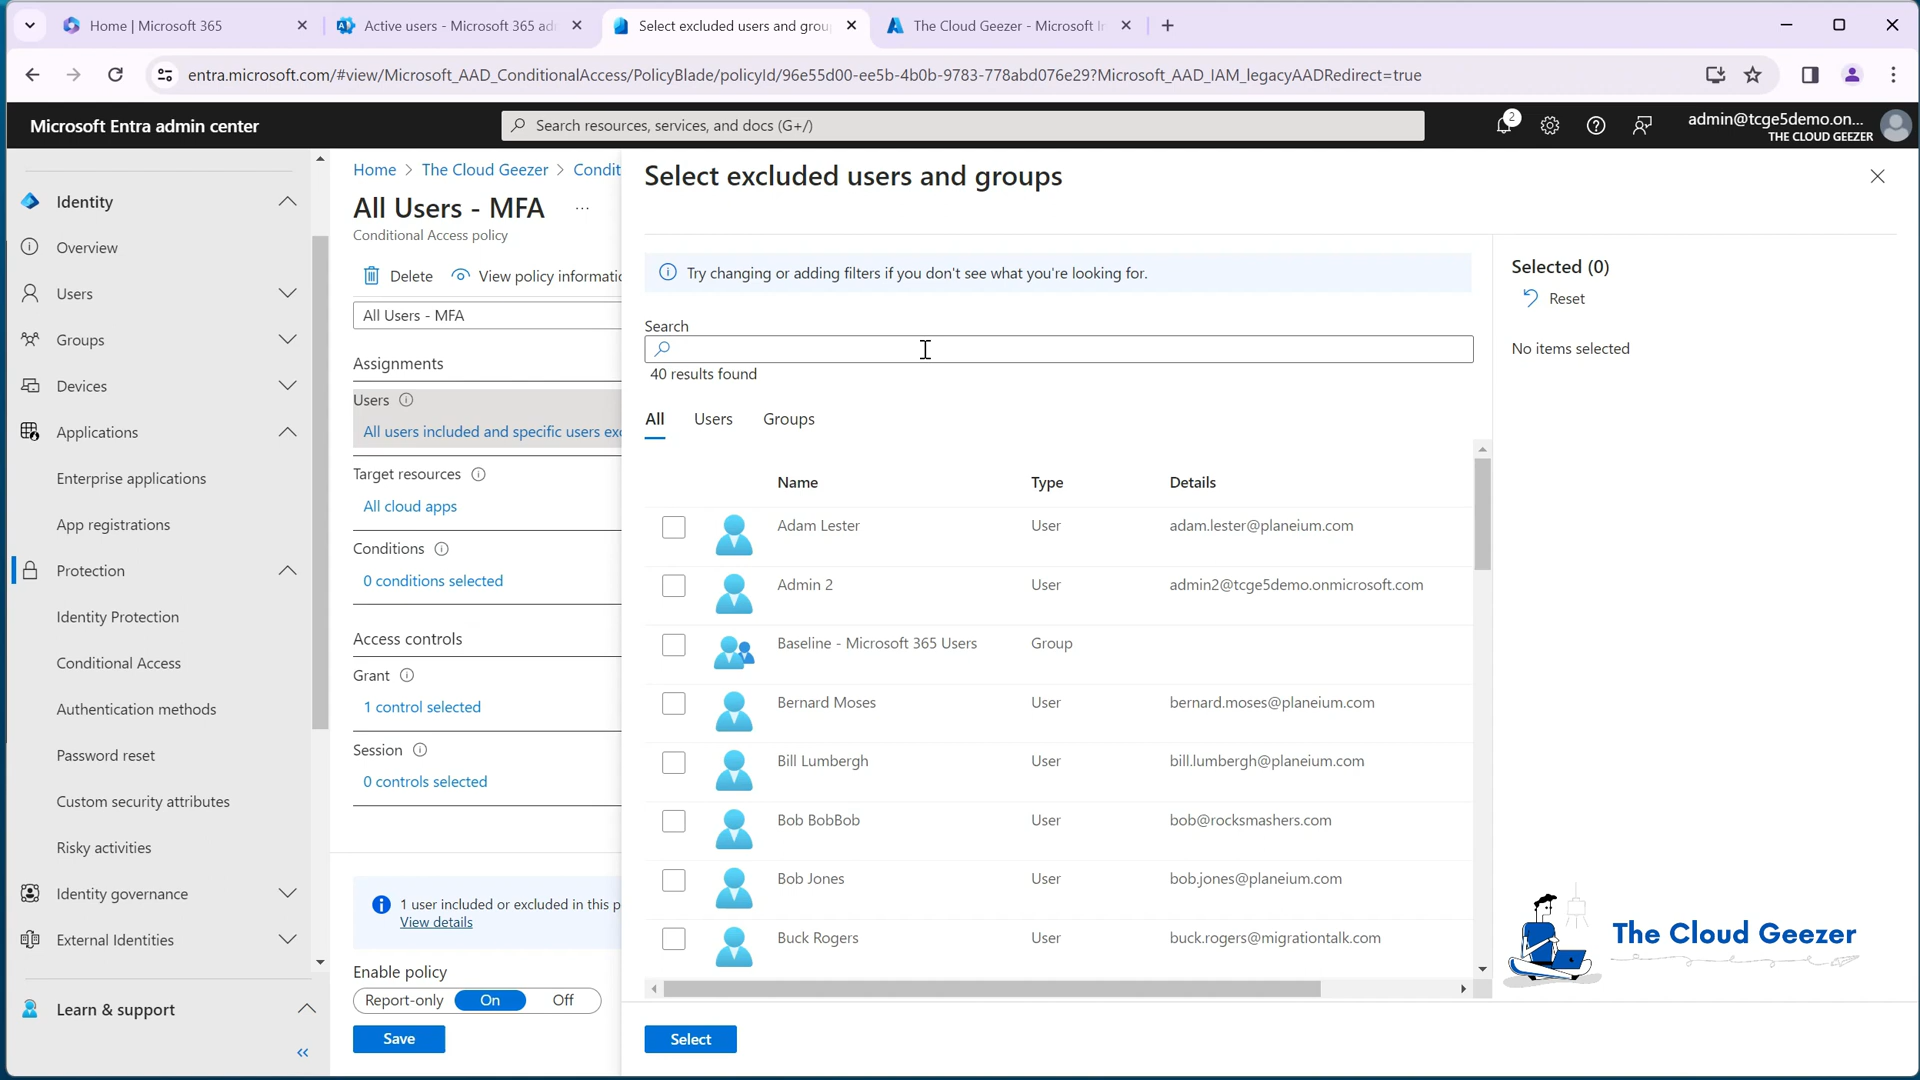 Home | Microsoft 365
Active users - Microsoft 365 adm
Select excluded users and grou
The Cloud Geezer - Microsoft In
entra.microsoft.com/#view/Microsoft_AAD_ConditionalAccess/PolicyBlade/policyId/96e55d00-ee5b-4b0b-9783-778abd076e29?Microsoft_AAD_IAM_legacyAADRedirect=true
Microsoft Entra admin center
Search resources, services, and docs (G+/)
2
admin@tcge5demo.on...
THE CLOUD GEEZER
Identity
Overview
Users
Groups
Devices
Applications
Enterprise applications
App registrations
Protection
Identity Protection
Conditional Access
Authentication methods
Password reset
Custom security attributes
Risky activities
Identity governance
External Identities
Learn & support
Home > The Cloud Geezer > Condit
All Users - MFA ...
Conditional Access policy
Delete
View policy informatio
All Users - MFA
Assignments
Users
All users included and specific users exc
Target resources
All cloud apps
Conditions
0 conditions selected
Access controls
Grant
1 control selected
Session
0 controls selected
1 user included or excluded in this p
View details
Enable policy
Report-only On Off
Save
Select excluded users and groups
Try changing or adding filters if you don't see what you're looking for.
Search
40 results found
All Users Groups
Name Type Details
Adam Lester User adam.lester@planeium.com
Admin 2 User admin2@tcge5demo.onmicrosoft.com
Baseline - Microsoft 365 Users Group
Bernard Moses User bernard.moses@planeium.com
Bill Lumbergh User bill.lumbergh@planeium.com
Bob BobBob User bob@rocksmashers.com
Bob Jones User bob.jones@planeium.com
Buck Rogers User buck.rogers@migrationtalk.com
Select
Selected (0)
Reset
No items selected
The Cloud Geezer